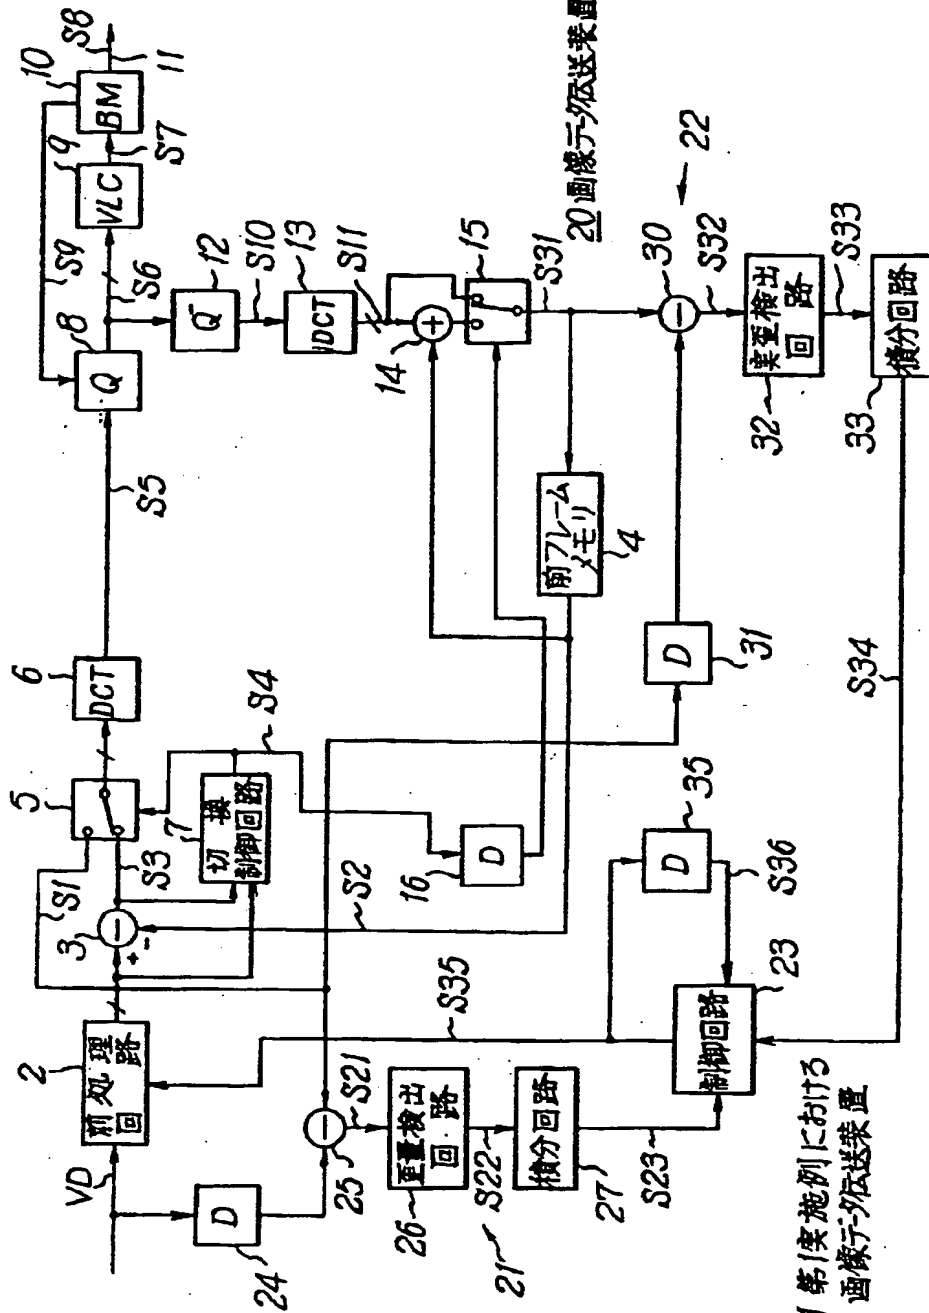 10
S8
11
BM
9
S7
VLC
S9
S6
8
Q
12
Q⁻
S10
13
IDCT
S11
14
+
15
S31
20 画像データ伝送装置
22
30
−
S32
歪量検出
回路
32
S33
積分回路
33
S34
S5
6
DCT
5
S1
S3
3
−
+
-
切換
制御回路
7
S4
16
D
S2
前フレーム
メモリ
4
D
31
2
前処理
回路
VD
D
24
25
−
S21
歪量検出
回路
26
S22
21
積分回路
27
S23
S35
D
35
S36
制御回路
23
1 第1実施例における
画像データ伝送装置